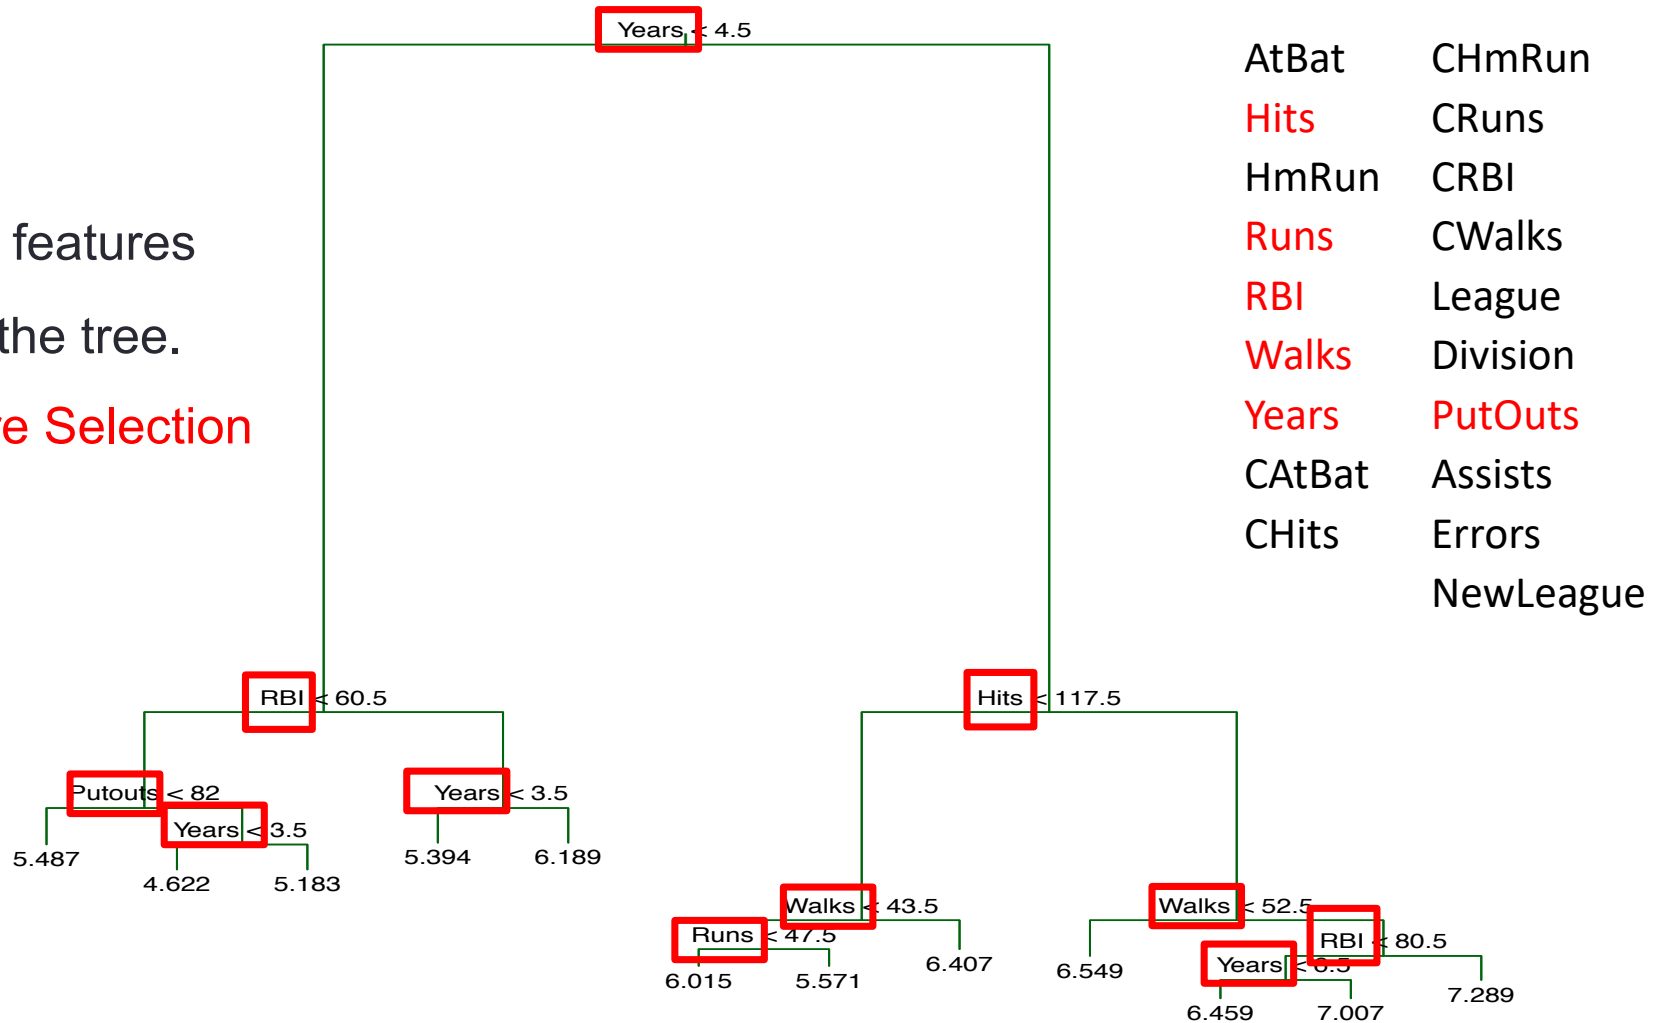 features
the tree.
re Selection
Years < 4.5
RBI < 60.5
Hits < 117.5
Putouts < 82
Years < 3.5
Years < 3.5
5.487
4.622
5.183
5.394
6.189
Walks < 43.5
Runs < 47.5
6.015
5.571
6.407
Walks < 52.5
RBI < 80.5
Years < 6.5
6.549
6.459
7.007
7.289
AtBat
Hits
HmRun
Runs
RBI
Walks
Years
CAtBat
CHits
CHmRun
CRuns
CRBI
CWalks
League
Division
PutOuts
Assists
Errors
NewLeague